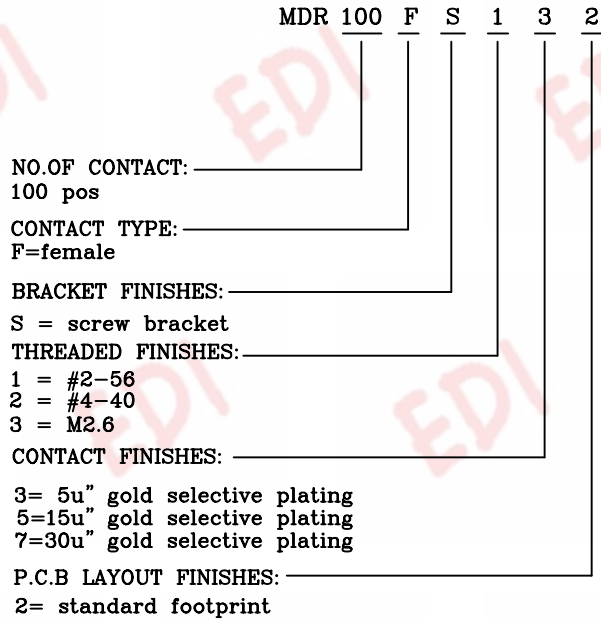 MDR 100 F S 1 3 2
NO.OF CONTACT:
100 pos
CONTACT TYPE:
F=female
BRACKET FINISHES:
S = screw bracket
THREADED FINISHES:
1 = #2-56
2 = #4-40
3 = M2.6
CONTACT FINISHES:
3= 5u" gold selective plating
5=15u" gold selective plating
7=30u" gold selective plating
P.C.B LAYOUT FINISHES:
2= standard footprint
EDI
EDI
EDI
EDI